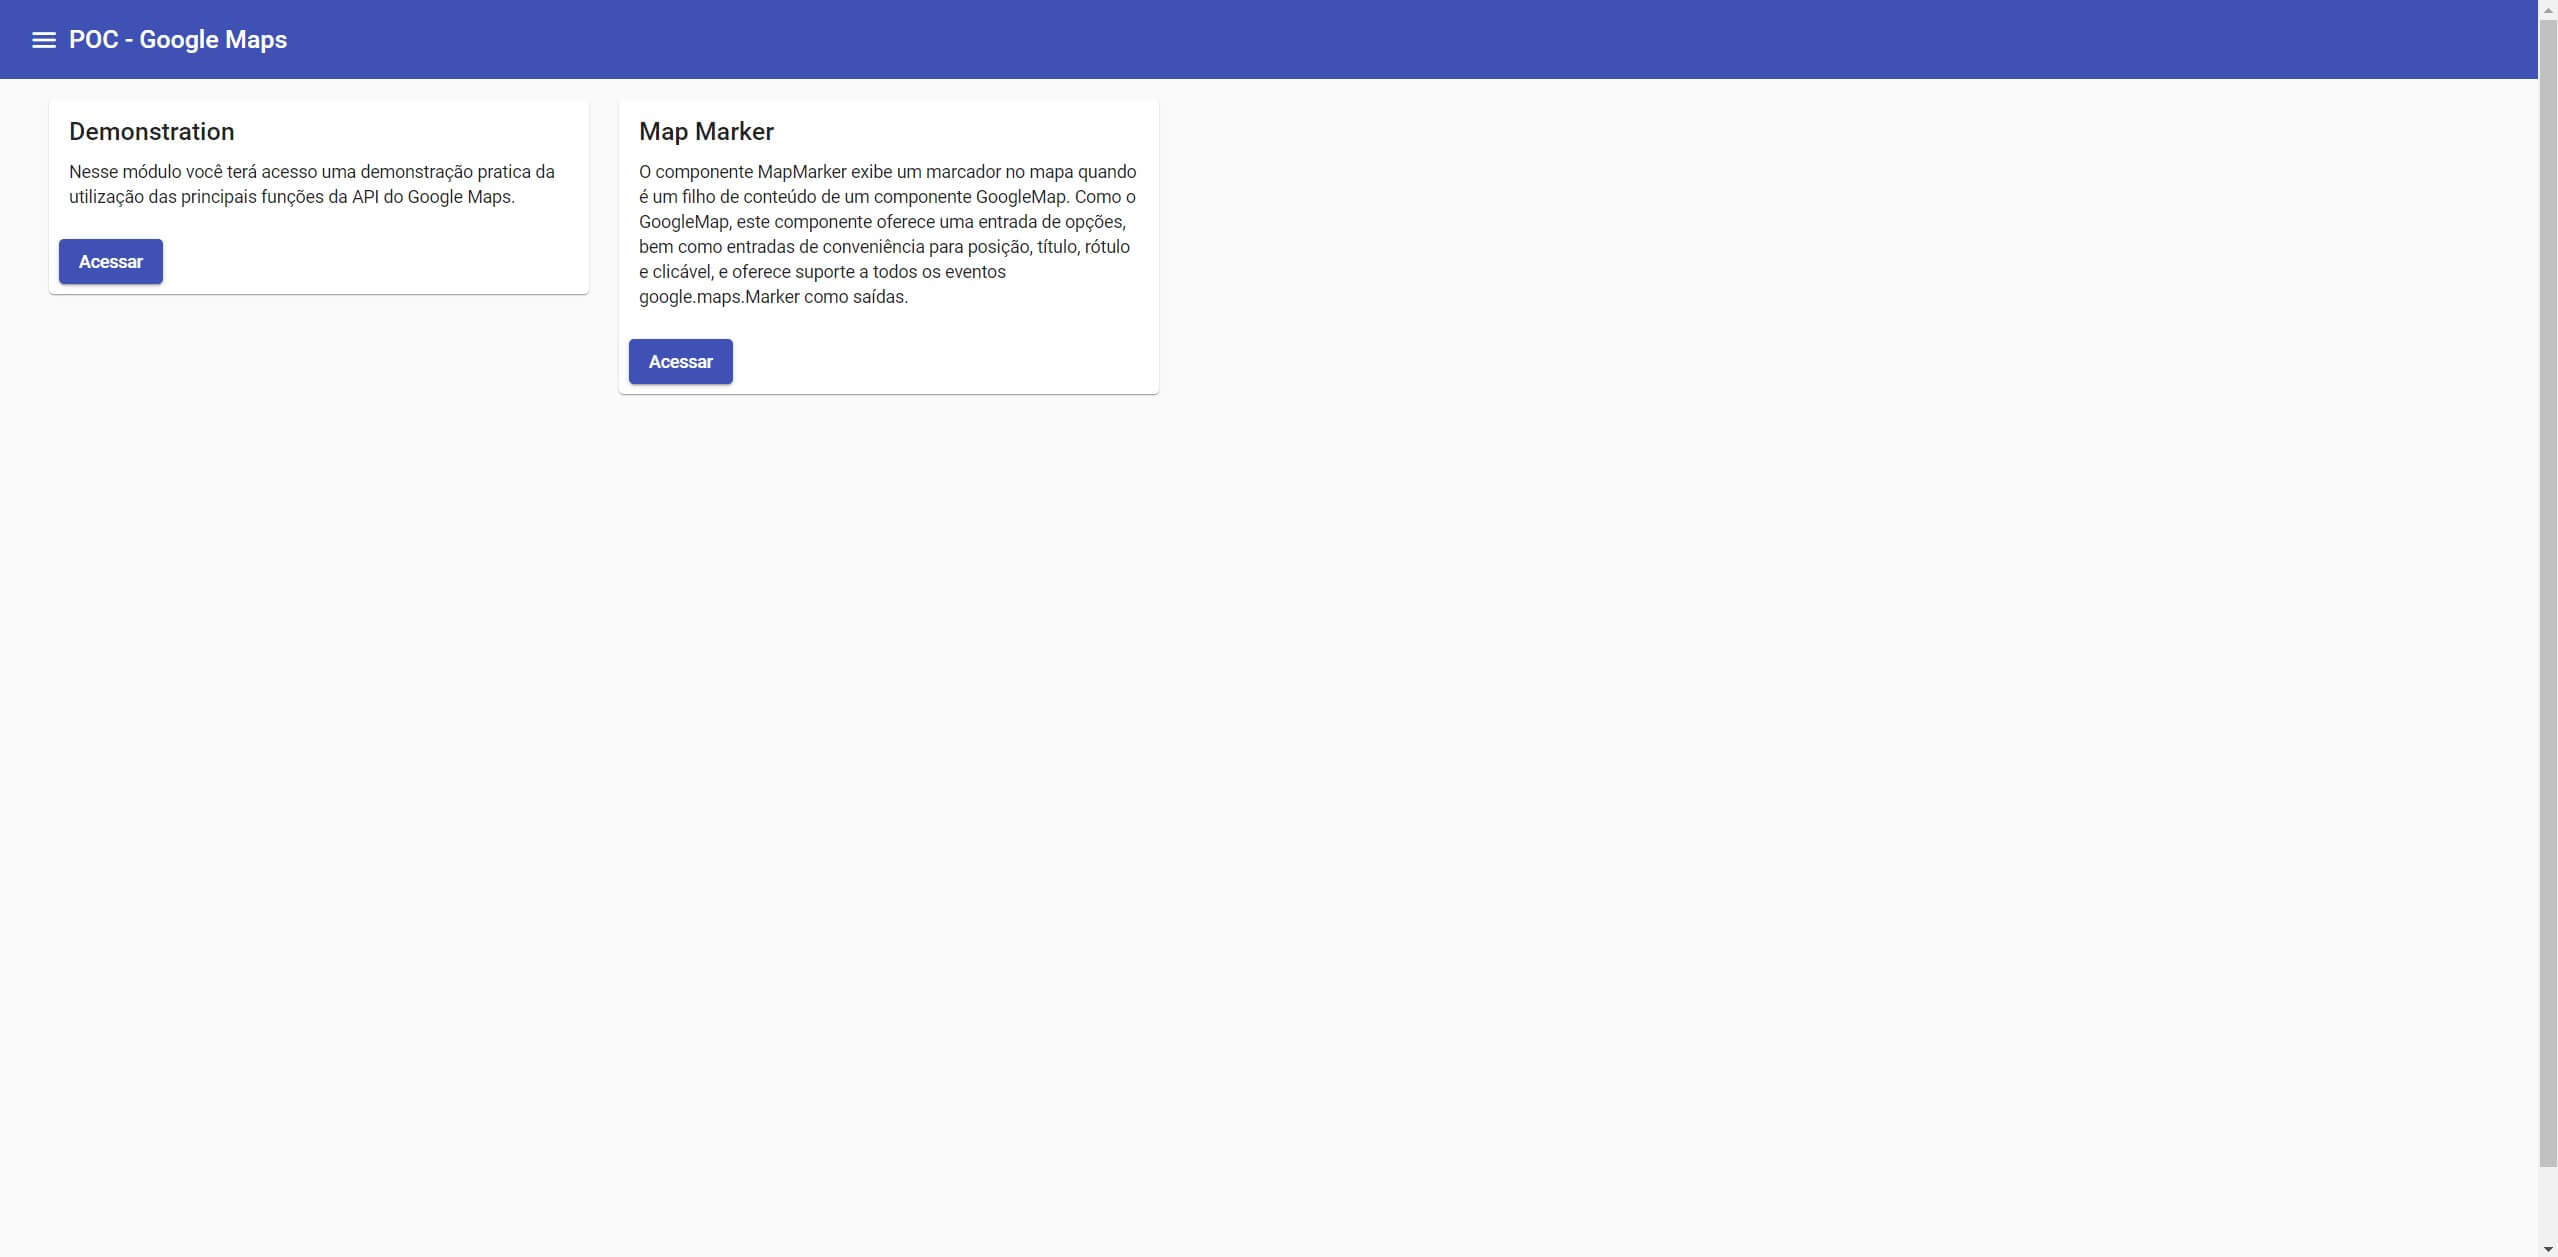 POC - Google Maps
Demonstration
Nesse módulo você terá acesso uma demonstração pratica da
utilização das principais funções da API do Google Maps.
Acessar
Map Marker
O componente MapMarker exibe um marcador no mapa quando
é um filho de conteúdo de um componente GoogleMap. Como o
GoogleMap, este componente oferece uma entrada de opções,
bem como entradas de conveniência para posição, título, rótulo
e clicável, e oferece suporte a todos os eventos
google.maps.Marker como saídas.
Acessar